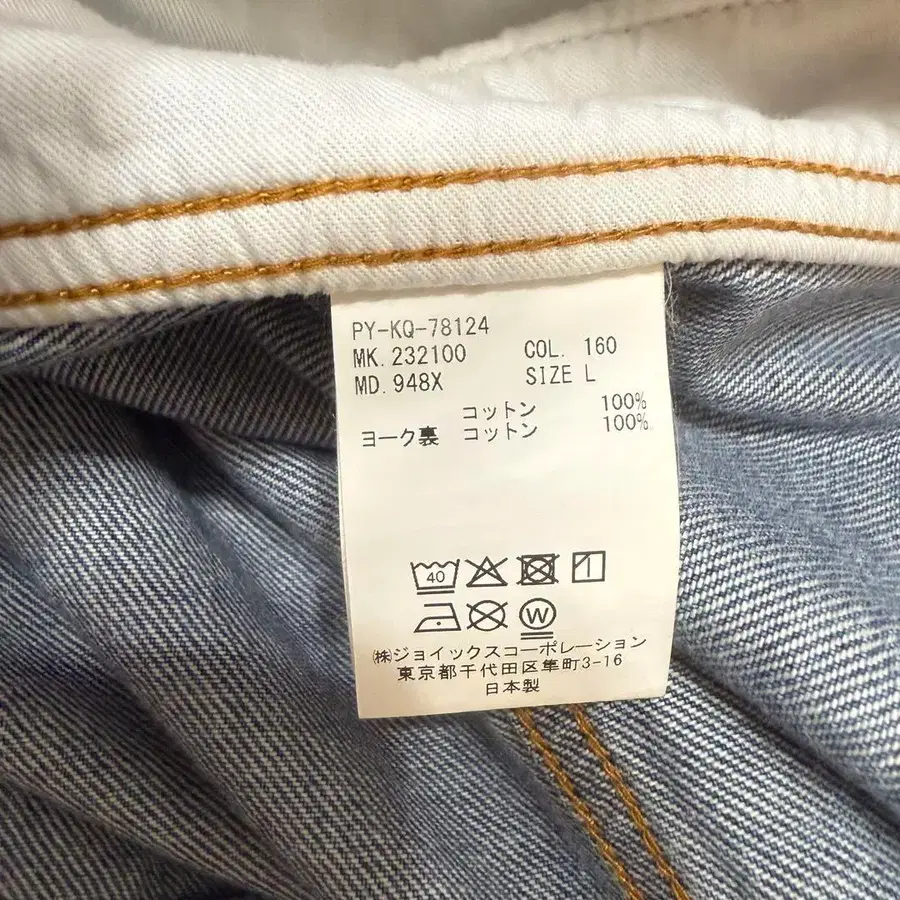 PY-KQ-78124
MK. 232100 COL. 160
MD. 948X SIZE L
コットン 100%
ヨーク裏 コットン 100%
40
W
㈱ジョイックスコーポレーション
東京都千代田区隼町3-16
日本製